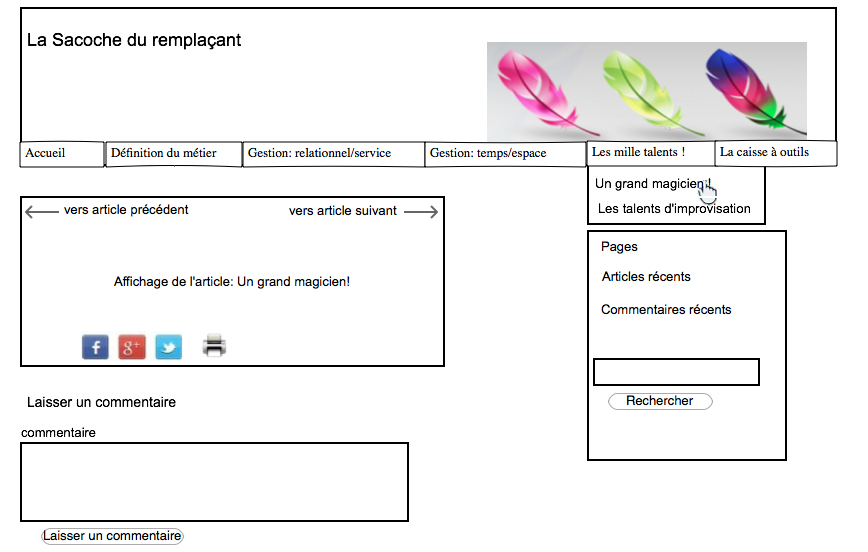 La Sacoche du remplaçant
Accueil
Définition du métier
Gestion: relationnel/service
Gestion: temps/espace
Les mille talents !
La caisse à outils
Un grand magicien !
Les talents d'improvisation
vers article précédent
vers article suivant
Affichage de l'article: Un grand magicien!
f
g+
Pages
Articles récents
Commentaires récents
Rechercher
Laisser un commentaire
commentaire
Laisser un commentaire